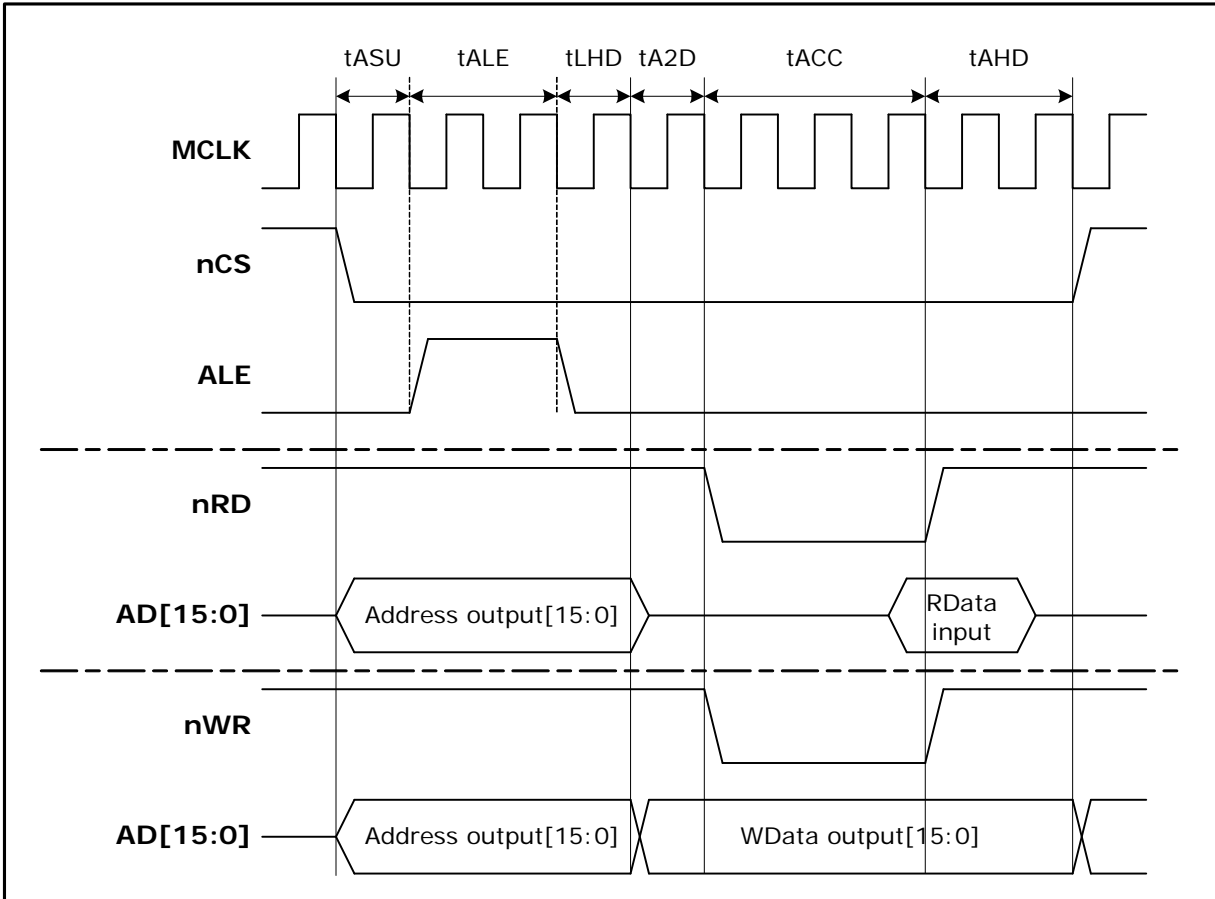 tASU tALE tLHD tA2D tACC tAHD
MCLK
nCS
ALE
nRD
AD[15:0] Address output[15:0] RData
input
nWR
AD[15:0] Address output[15:0] WData output[15:0]